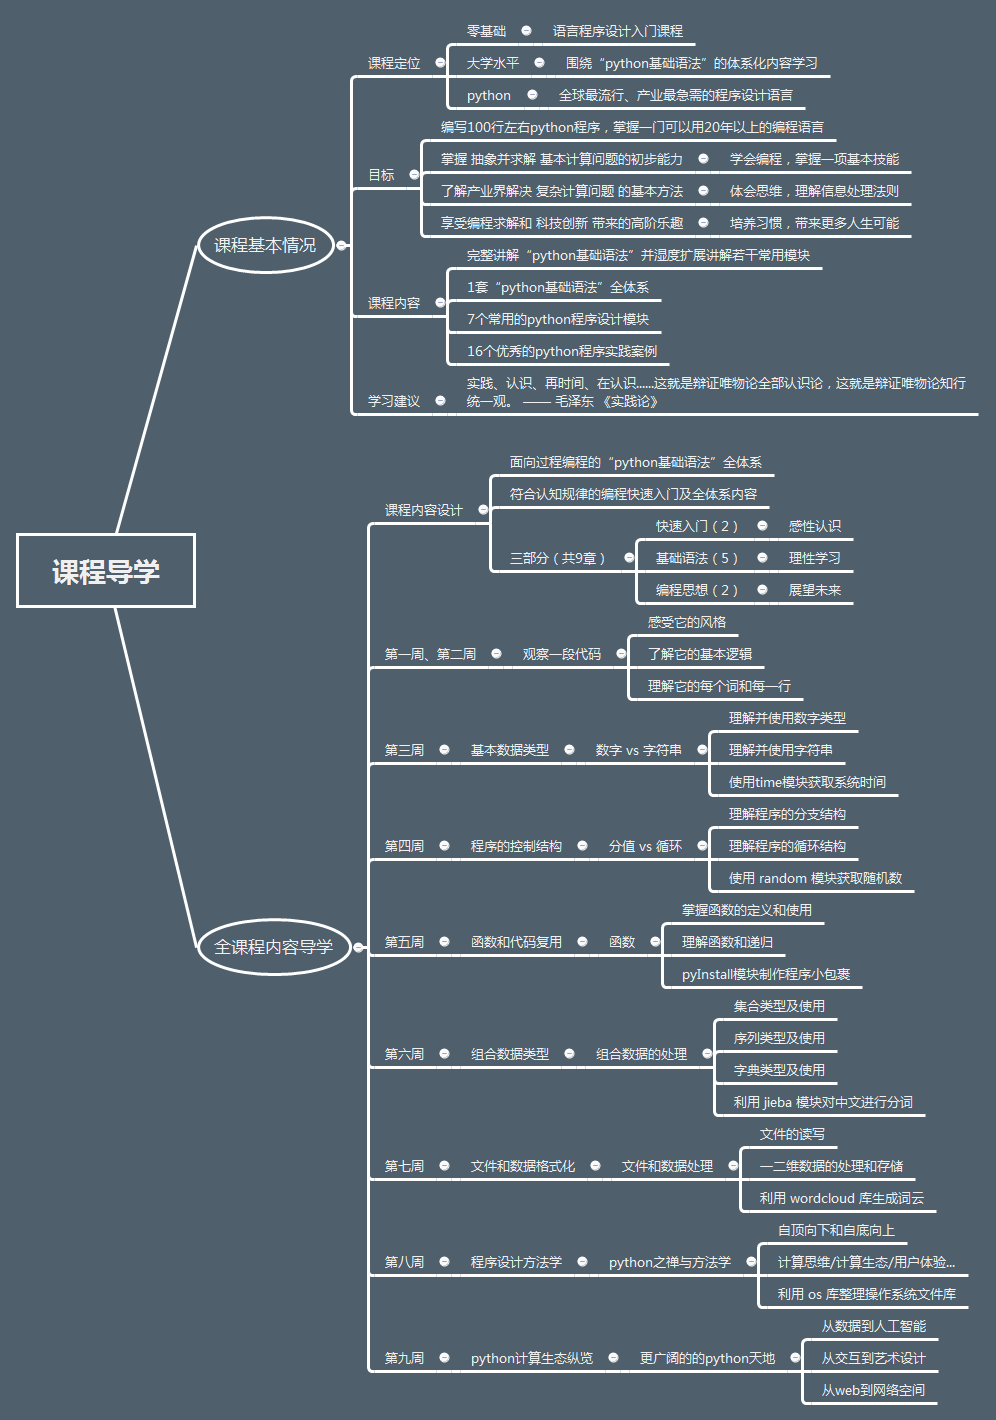 课程导学
课程基本情况
课程定位
零基础
语言程序设计入门课程
大学水平
围绕“python基础语法”的体系化内容学习
python
全球最流行、产业最急需的程序设计语言
目标
编写100行左右python程序，掌握一门可以用20年以上的编程语言
掌握 抽象并求解 基本计算问题的初步能力
学会编程，掌握一项基本技能
了解产业界解决 复杂计算问题 的基本方法
体会思维，理解信息处理法则
享受编程求解和 科技创新 带来的高阶乐趣
培养习惯，带来更多人生可能
课程内容
完整讲解“python基础语法”并湿度扩展讲解若干常用模块
1套“python基础语法”全体系
7个常用的python程序设计模块
16个优秀的python程序实践案例
学习建议
实践、认识、再时间、在认识......这就是辩证唯物论全部认识论，这就是辩证唯物论知行
统一观。 —— 毛泽东 《实践论》
全课程内容导学
课程内容设计
面向过程编程的“python基础语法”全体系
符合认知规律的编程快速入门及全体系内容
三部分（共9章）
快速入门（2）
感性认识
基础语法（5）
理性学习
编程思想（2）
展望未来
第一周、第二周
观察一段代码
感受它的风格
了解它的基本逻辑
理解它的每个词和每一行
第三周
基本数据类型
数字 vs 字符串
理解并使用数字类型
理解并使用字符串
使用time模块获取系统时间
第四周
程序的控制结构
分值 vs 循环
理解程序的分支结构
理解程序的循环结构
使用 random 模块获取随机数
第五周
函数和代码复用
函数
掌握函数的定义和使用
理解函数和递归
pyInstall模块制作程序小包裹
第六周
组合数据类型
组合数据的处理
集合类型及使用
序列类型及使用
字典类型及使用
利用 jieba 模块对中文进行分词
第七周
文件和数据格式化
文件和数据处理
文件的读写
一二维数据的处理和存储
利用 wordcloud 库生成词云
第八周
程序设计方法学
python之禅与方法学
自顶向下和自底向上
计算思维/计算生态/用户体验...
利用 os 库整理操作系统文件库
第九周
python计算生态纵览
更广阔的的python天地
从数据到人工智能
从交互到艺术设计
从web到网络空间